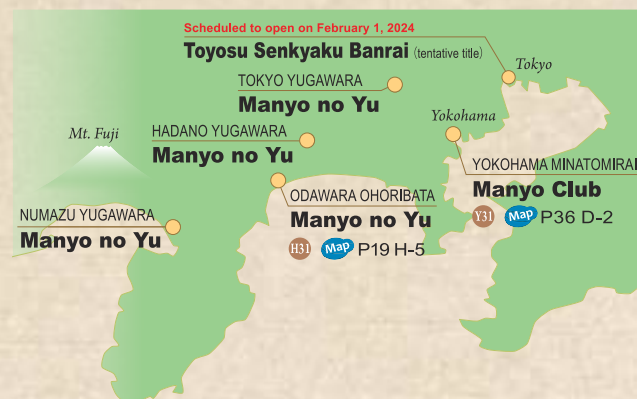 Scheduled to open on February 1, 2024
Toyosu Senkyaku Banrai (tentative title)
Tokyo
TOKYO YUGAWARA
Manyo no Yu
Yokohama
Mt. Fuji
HADANO YUGAWARA
Manyo no Yu
YOKOHAMA MINATOMIRAI
Manyo Club
Y31 Map P36 D-2
ODAWARA OHORIBATA
Manyo no Yu
H31 Map P19 H-5
NUMAZU YUGAWARA
Manyo no Yu